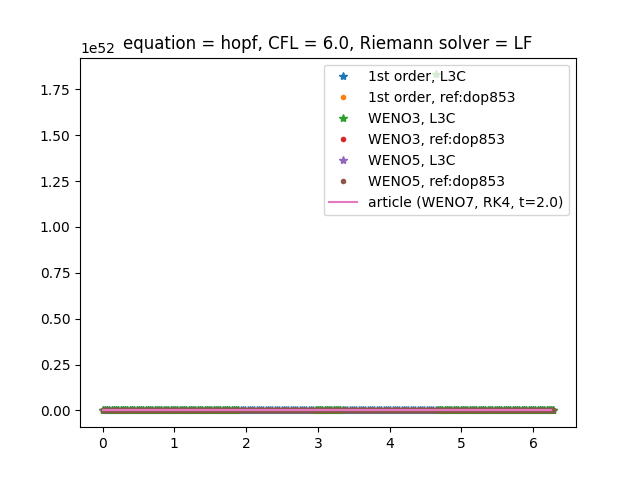 equation = hopf, CFL = 6.0, Riemann solver = LF
1e52
1st order, L3C
1st order, ref:dop853
WENO3, L3C
WENO3, ref:dop853
WENO5, L3C
WENO5, ref:dop853
article (WENO7, RK4, t=2.0)
1.75
1.50
1.25
1.00
0.75
0.50
0.25
0.00
0 1 2 3 4 5 6